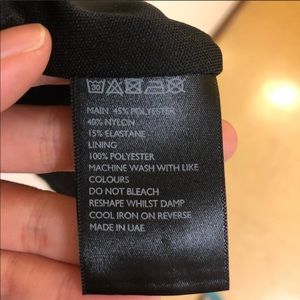 MAIN: 45% POLYESTER
40% NYLON
15% ELASTANE
LINING
100% POLYESTER
MACHINE WASH WITH LIKE
COLOURS
DO NOT BLEACH
RESHAPE WHILST DAMP
COOL IRON ON REVERSE
MADE IN UAE